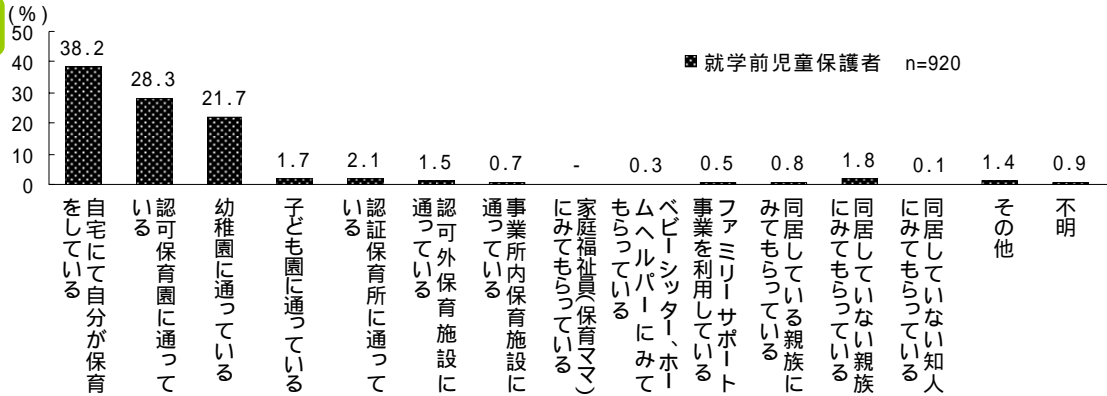 (%)
50
40
30
20
10
0
38.2
28.3
21.7
1.7
2.1
1.5
0.7
-
0.3
0.5
0.8
1.8
0.1
1.4
0.9
就学前児童保護者 n=920
自宅にて自分が保育
をしている
認可保育園に通って
いる
幼稚園に通っている
子ども園に通っている
認証保育所に通って
いる
認可外保育施設に
通っている
事業所内保育施設に
通っている
家庭福祉員(保育ママ)
にみてもらっている
ベビーシッター、ホー
ムヘルパーにみて
もらっている
ファミリーサポート
事業を利用している
同居している親族に
みてもらっている
同居していない親族
にみてもらっている
同居していない知人
にみてもらっている
その他
不明